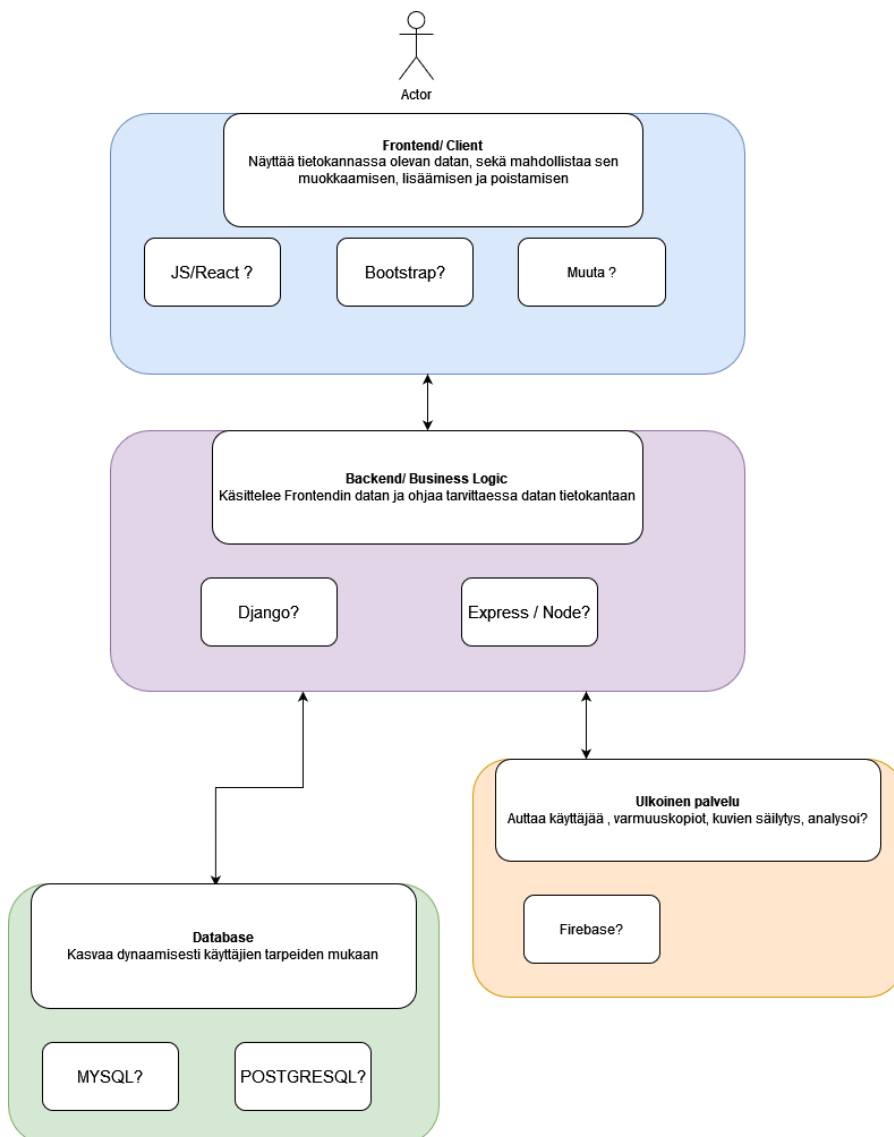 Actor
Frontend/ Client
Näyttää tietokannassa olevan datan, sekä mahdollistaa sen
muokkaamisen, lisäämisen ja poistamisen
JS/React ?
Bootstrap?
Muuta ?
Backend/ Business Logic
Käsittelee Frontendin datan ja ohjaa tarvittaessa datan tietokantaan
Django?
Express / Node?
Ulkoinen palvelu
Auttaa käyttäjää , varmuuskopiot, kuvien säilytys, analysoi?
Firebase?
Database
Kasvaa dynaamisesti käyttäjien tarpeiden mukaan
MYSQL?
POSTGRESQL?